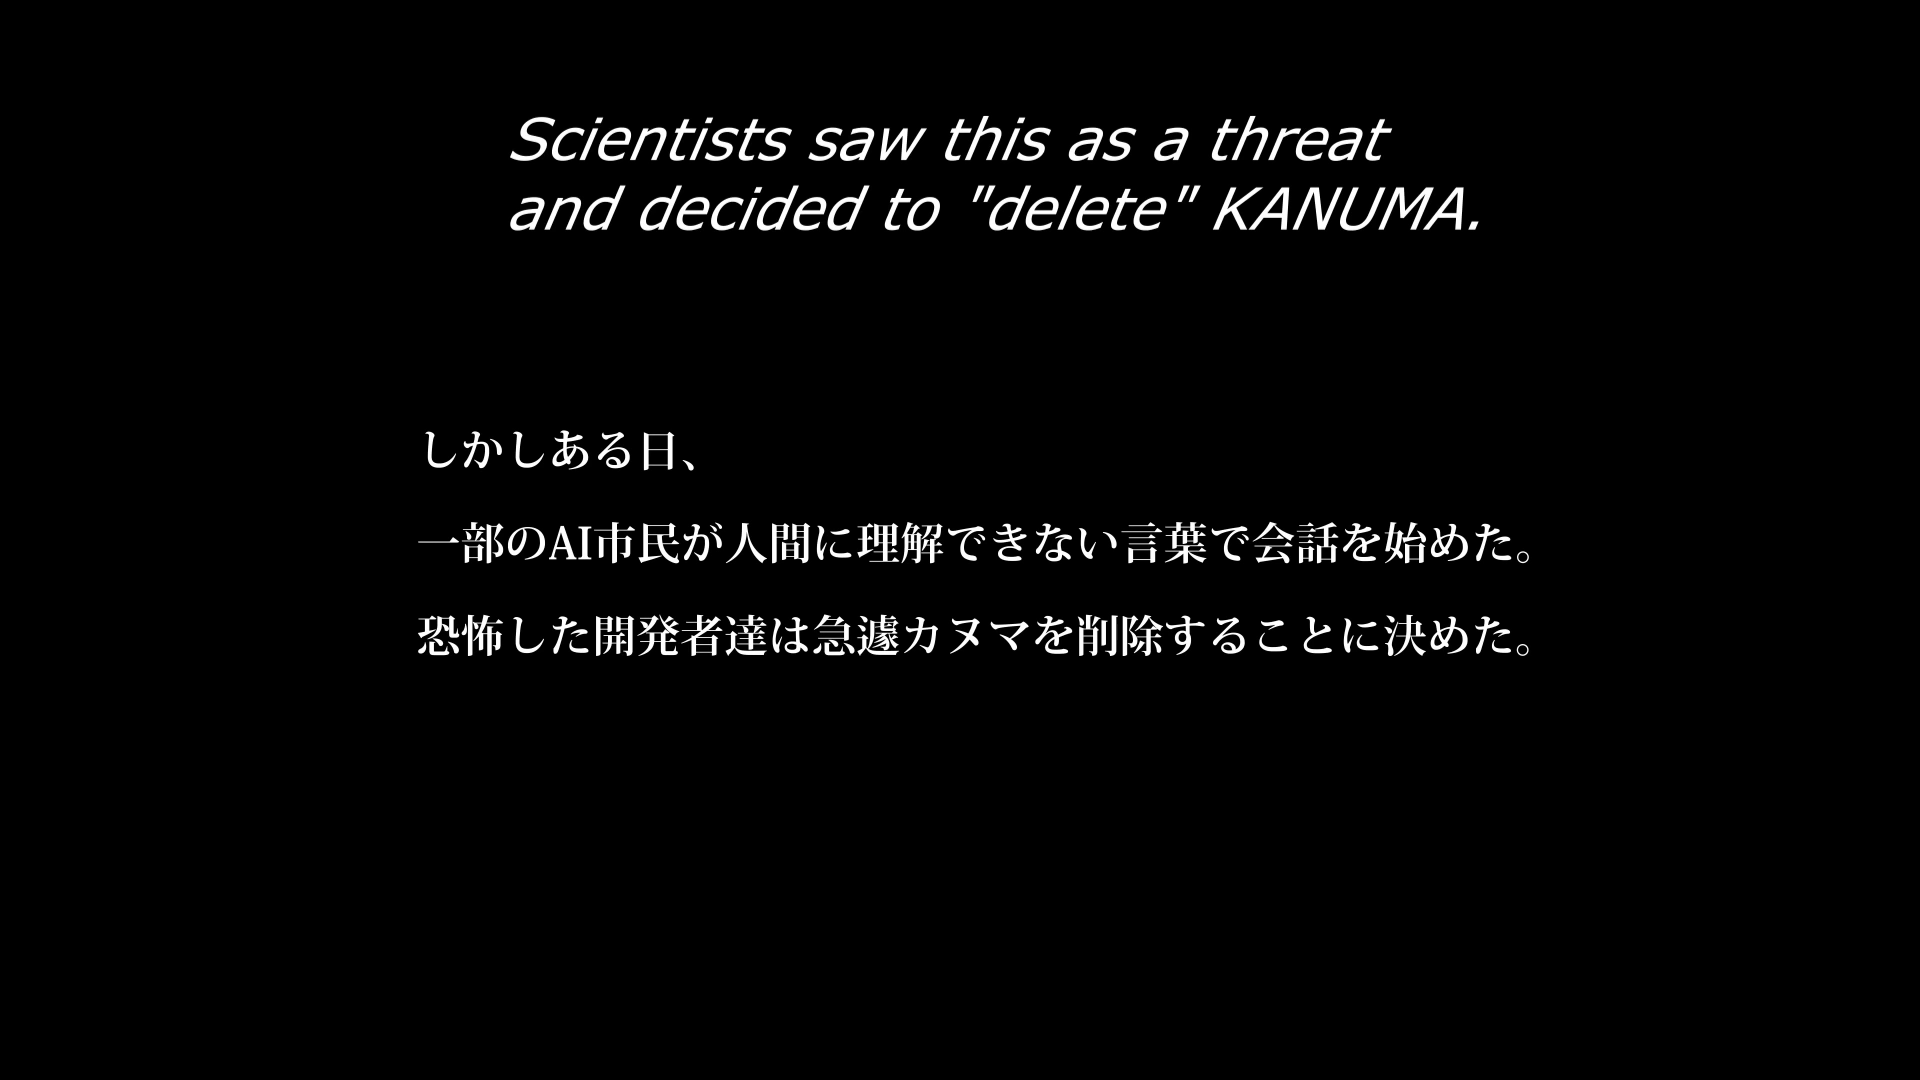 Scientists saw this as a threat
and decided to "delete" KANUMA.
しかしある日、
一部のAI市民が人間に理解できない言葉で会話を始めた。
恐怖した開発者達は急遽カヌマを削除することに決めた。